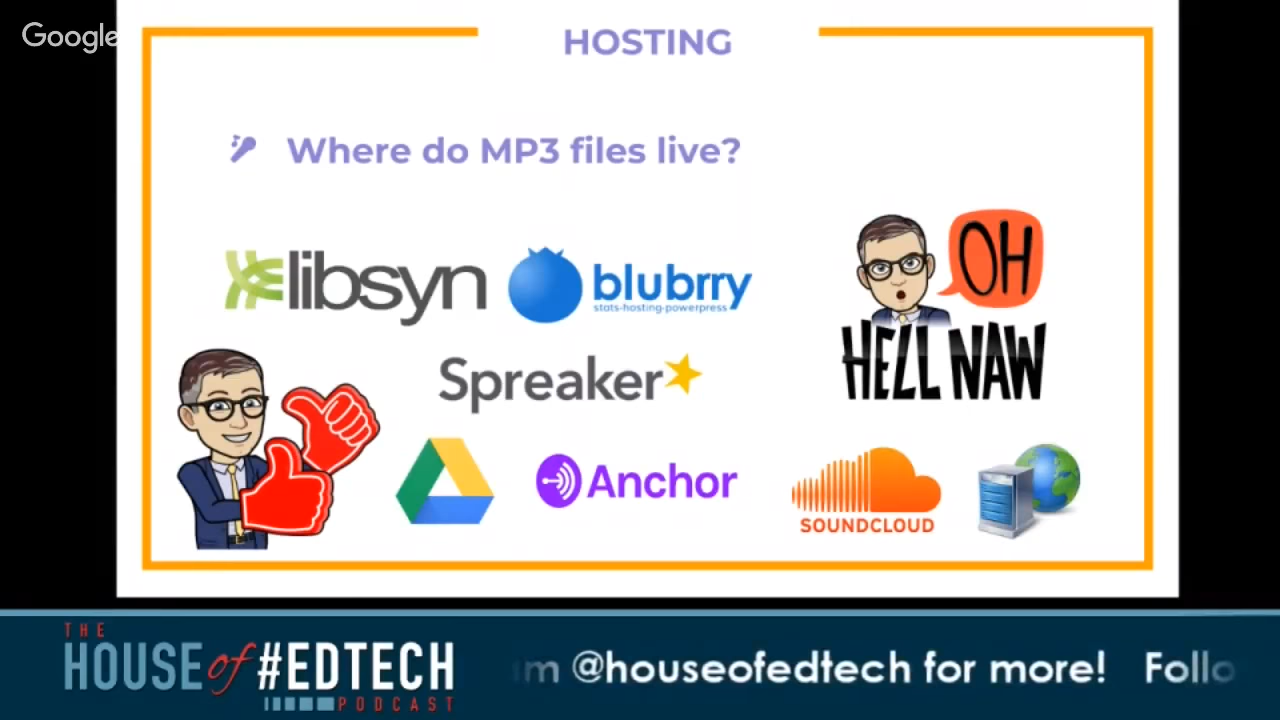 Google
HOSTING
Where do MP3 files live?
libsyn
blubrry
stats-hosting-powerpress
OH
HELL NAW
Spreaker
Anchor
SOUNDCLOUD
THE
HOUSE of #EDTECH
PODCAST
@houseofedtech for more!